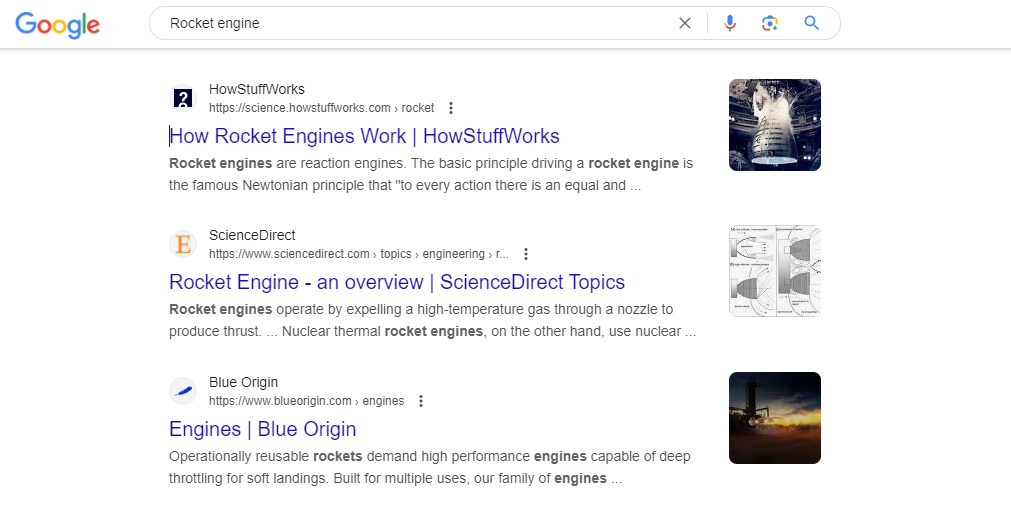 Google
Rocket engine
HowStuffWorks
https://science.howstuffworks.com › rocket
How Rocket Engines Work | HowStuffWorks
Rocket engines are reaction engines. The basic principle driving a rocket engine is
the famous Newtonian principle that "to every action there is an equal and ...
E
ScienceDirect
https://www.sciencedirect.com › topics › engineering › r...
Rocket Engine - an overview | ScienceDirect Topics
Rocket engines operate by expelling a high-temperature gas through a nozzle to
produce thrust. ... Nuclear thermal rocket engines, on the other hand, use nuclear ...
Blue Origin
https://www.blueorigin.com › engines
Engines | Blue Origin
Operationally reusable rockets demand high performance engines capable of deep
throttling for soft landings. Built for multiple uses, our family of engines ...